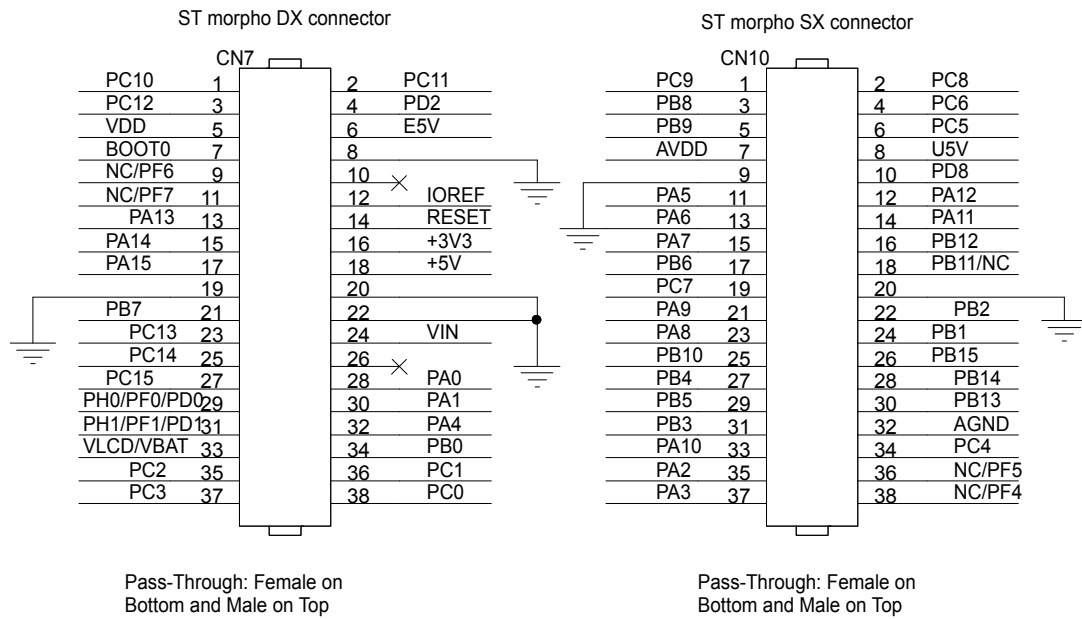 ST morpho DX connector
ST morpho SX connector
CN7
PC10 1 2 PC11
PC12 3 4 PD2
VDD 5 6 E5V
BOOT0 7 8
NC/PF6 9 10
NC/PF7 11 12 IOREF
PA13 13 14 RESET
PA14 15 16 +3V3
PA15 17 18 +5V
19 20
PB7 21 22
PC13 23 24 VIN
PC14 25 26
PC15 27 28 PA0
PH0/PF0/PD0 29 30 PA1
PH1/PF1/PD1 31 32 PA4
VLCD/VBAT 33 34 PB0
PC2 35 36 PC1
PC3 37 38 PC0
CN10
PC9 1 2 PC8
PB8 3 4 PC6
PB9 5 6 PC5
AVDD 7 8 U5V
9 10 PD8
PA5 11 12 PA12
PA6 13 14 PA11
PA7 15 16 PB12
PB6 17 18 PB11/NC
PC7 19 20
PA9 21 22 PB2
PA8 23 24 PB1
PB10 25 26 PB15
PB4 27 28 PB14
PB5 29 30 PB13
PB3 31 32 AGND
PA10 33 34 PC4
PA2 35 36 NC/PF5
PA3 37 38 NC/PF4
Pass-Through: Female on
Bottom and Male on Top
Pass-Through: Female on
Bottom and Male on Top